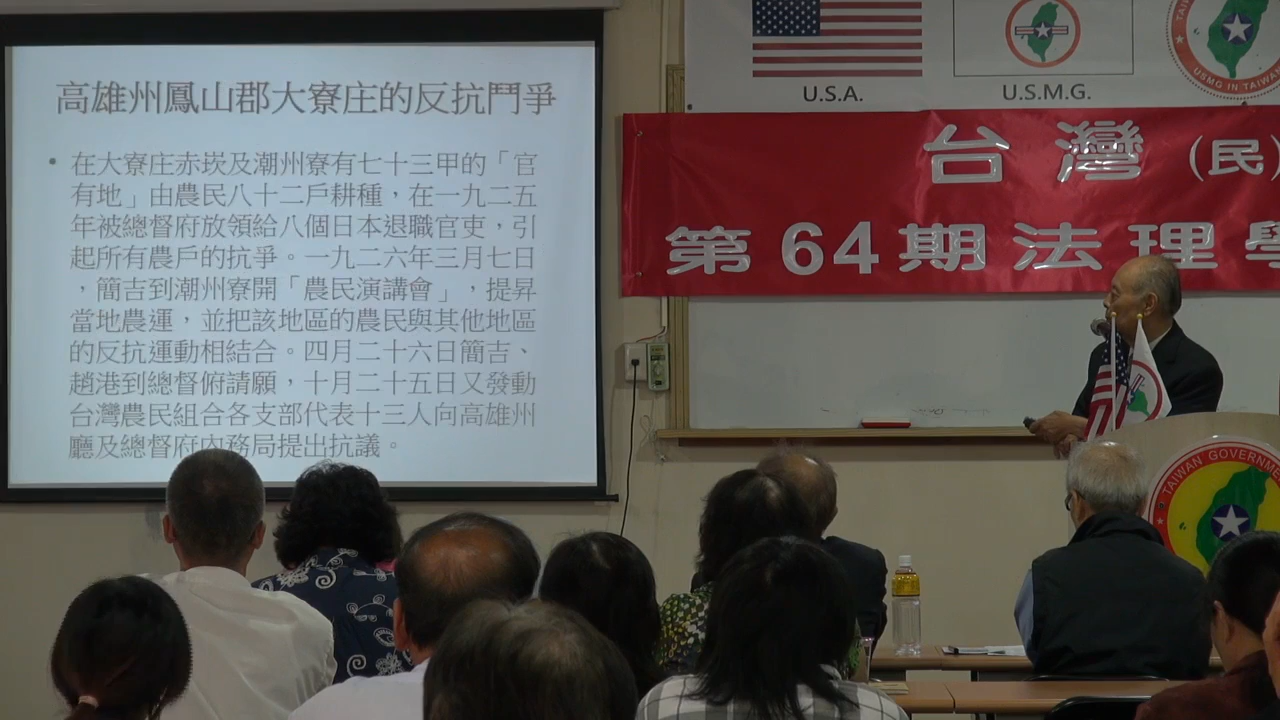 高雄州鳳山郡大寮庄的反抗鬥爭
• 在大寮庄赤崁及潮州寮有七十三甲的「官
有地」由農民八十二戶耕種，在一九二五
年被總督府放領給八個日本退職官吏，引
起所有農戶的抗爭。一九二六年三月七日
，簡吉到潮州寮開「農民演講會」，提昇
當地農運，並把該地區的農民與其他地區
的反抗運動相結合。四月二十六日簡吉、
趙港到總督俯請願，十月二十五日又發動
台灣農民組合各支部代表十三人向高雄州
廳及總督府內務局提出抗議。
U.S.A.
U.S.M.G.
USMG IN TAIWAN
台灣(民)
第64期法理學
TAIWAN GOVERNME